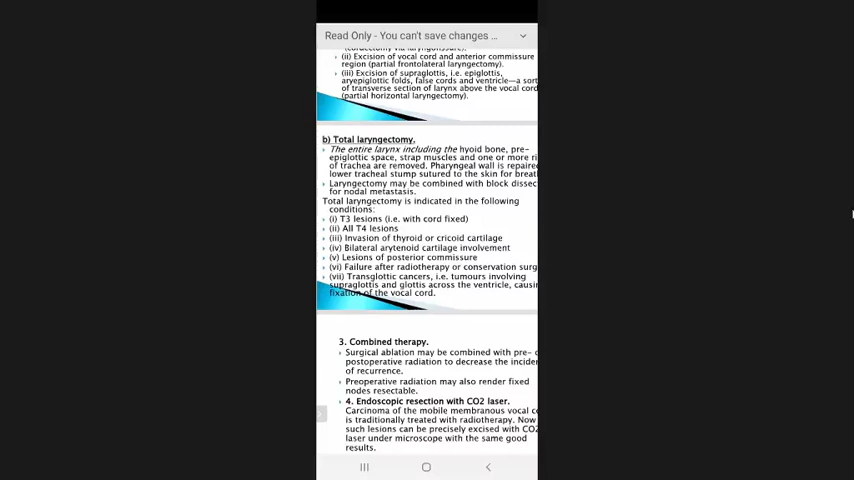 Read Only - You can't save changes ...
(cordectomy via laryngofissure).
(ii) Excision of vocal cord and anterior commissure
region (partial frontolateral laryngectomy).
(iii) Excision of supraglottis, i.e. epiglottis,
aryepiglottic folds, false cords and ventricle—a sort
of transverse section of larynx above the vocal cord
(partial horizontal laryngectomy).
b) Total laryngectomy.
The entire larynx including the hyoid bone, pre-
epiglottic space, strap muscles and one or more ri
of trachea are removed. Pharyngeal wall is repaire
lower tracheal stump sutured to the skin for breat
Laryngectomy may be combined with block dissec
for nodal metastasis.
Total laryngectomy is indicated in the following
conditions:
(i) T3 lesions (i.e. with cord fixed)
(ii) All T4 lesions
(iii) Invasion of thyroid or cricoid cartilage
(iv) Bilateral arytenoid cartilage involvement
(v) Lesions of posterior commissure
(vi) Failure after radiotherapy or conservation surg
(vii) Transglottic cancers, i.e. tumours involving
supraglottis and glottis across the ventricle, causin
fixation of the vocal cord.
3. Combined therapy.
Surgical ablation may be combined with pre- o
postoperative radiation to decrease the inciden
of recurrence.
Preoperative radiation may also render fixed
nodes resectable.
4. Endoscopic resection with CO2 laser.
Carcinoma of the mobile membranous vocal co
is traditionally treated with radiotherapy. Now
such lesions can be precisely excised with CO2
laser under microscope with the same good
results.